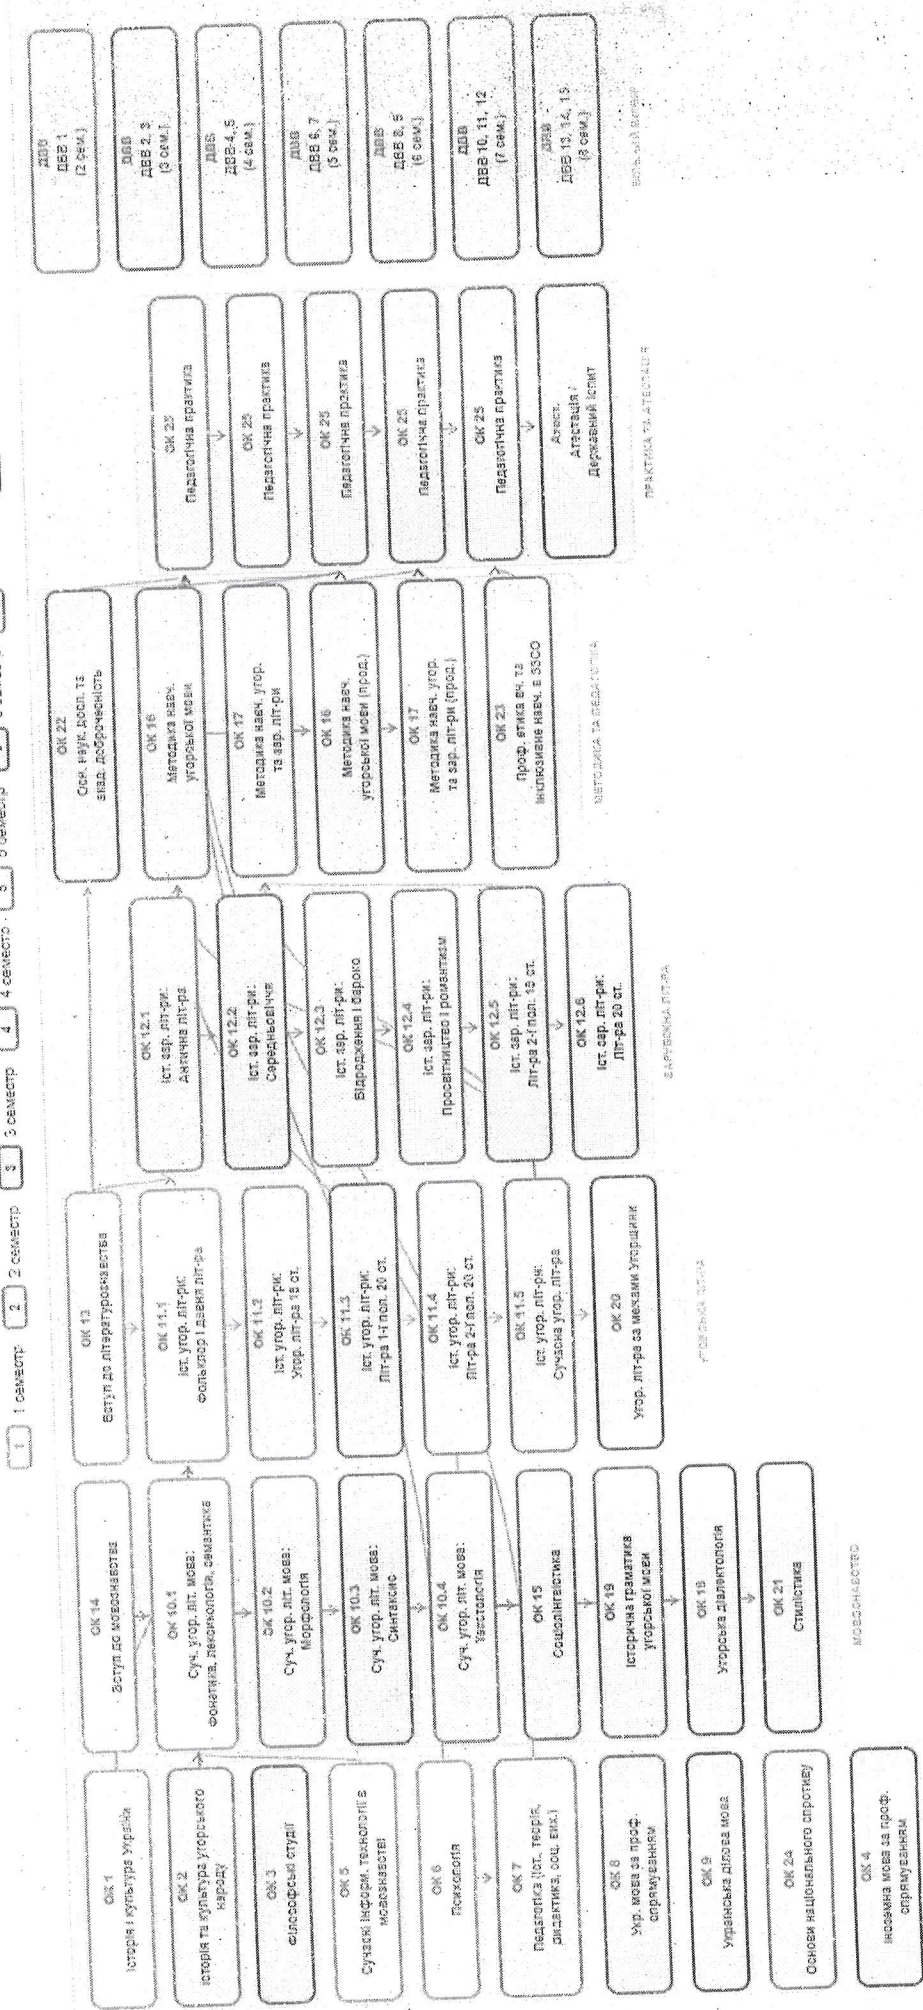 1 1 семестр 2 2 семестр 3 3 семестр 4 4 семестр 5
ОК 1
Історія і культура України
ОК 2
Історія та культура угорського
народу
ОК 3
Філософські студії
ОК 5
Сучасні інформ. технології в
мовознавстві
ОК 6
Психологія
ОК 7
Педагогіка (іст., теорія,
дидактика, соц. вих.)
ОК 8
Укр. мова за проф.
спрямуванням
ОК 9
Українська ділова мова
ОК 24
Основи національного спротиву
ОК 4
Іноземна мова за проф.
спрямуванням
ОК 14
Вступ до мовознавства
ОК 10.1
Суч. угор. літ. мова:
Фонетика, лексикологія, семантика
ОК 10.2
Суч. угор. літ. мова:
Морфологія
ОК 10.3
Суч. угор. літ. мова:
Синтаксис
ОК 10.4
Суч. угор. літ. мова:
Текстологія
ОК 15
Соціолінгвістика
ОК 19
Історична граматика
угорської мови
ОК 18
Угорська діалектологія
ОК 21
Стилістика
МОВОЗНАВСТВО
ОК 13
Вступ до літературознавства
ОК 11.1
Іст. угор. літ-ри:
Фольклор і давня літ-ра
ОК 11.2
Іст. угор. літ-ри:
Угор. літ-ра 19 ст.
ОК 11.3
Іст. угор. літ-ри:
Літ-ра 1-ї пол. 20 ст.
ОК 11.4
Іст. угор. літ-ри:
Літ-ра 2-ї пол. 20 ст.
ОК 11.5
Іст. угор. літ-ри:
Сучасна угор. літ-ра
ОК 20
Угор. літ-ра за межами Угорщини
УГОРСЬКА ЛІТ-РА
ОК 12.1
Іст. зар. літ-ри:
Антична літ-ра
ОК 12.2
Іст. зар. літ-ри:
Середньовіччя
ОК 12.3
Іст. зар. літ-ри:
Відродження і бароко
ОК 12.4
Іст. зар. літ-ри:
Просвітництво і романтизм
ОК 12.5
Іст. зар. літ-ри:
Літ-ра 2-ї пол. 19 ст.
ОК 12.6
Іст. зар. літ-ри:
Літ-ра 20 ст.
ЗАРУБІЖНА ЛІТ-РА
ОК 22
Осн. наук. досл. та
акад. доброчесність
ОК 16
Методика навч.
угорської мови
ОК 17
Методика навч. угор.
та зар. літ-ри
ОК 16
Методика навч.
угорської мови (прод.)
ОК 17
Методика навч. угор.
та зар. літ-ри (прод.)
ОК 23
Проф. етика вч. та
інклюзивне навч. в ЗЗСО
МЕТОДИКА ТА ПЕДАГОГІКА
ОК 25
Педагогічна практика
ОК 25
Педагогічна практика
ОК 25
Педагогічна практика
ОК 25
Педагогічна практика
ОК 25
Педагогічна практика
Атест.
Атестація /
Державний іспит
ПРАКТИКА ТА АТЕСТАЦІЯ
ДВВ
ДВВ 1
(2 сем.)
ДВВ
ДВВ 2, 3
(3 сем.)
ДВВ
ДВВ 4, 5
(4 сем.)
ДВВ
ДВВ 6, 7
(5 сем.)
ДВВ
ДВВ 8, 9
(6 сем.)
ДВВ
ДВВ 10, 11, 12
(7 сем.)
ДВВ
ДВВ 13, 14, 15
(8 сем.)